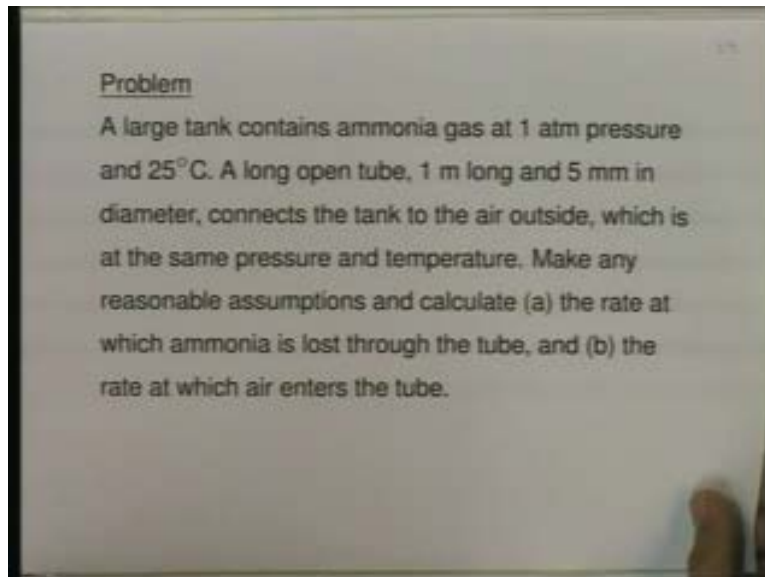 Problem
A large tank contains ammonia gas at 1 atm pressure
and 25°C. A long open tube, 1 m long and 5 mm in
diameter, connects the tank to the air outside, which is
at the same pressure and temperature. Make any
reasonable assumptions and calculate (a) the rate at
which ammonia is lost through the tube, and (b) the
rate at which air enters the tube.